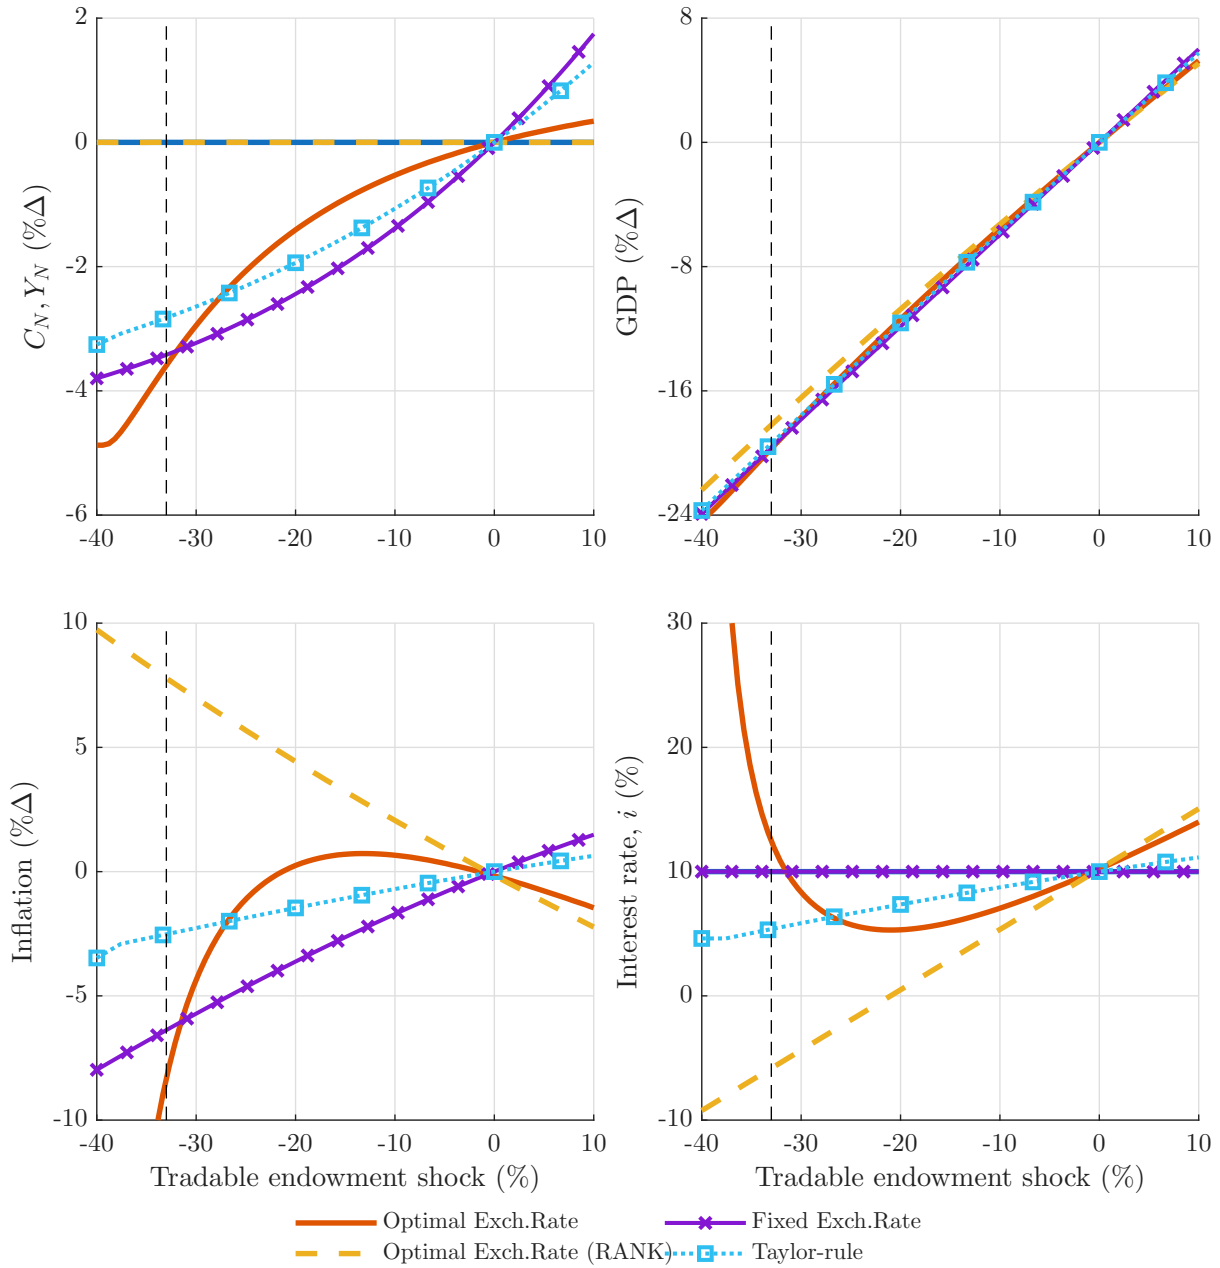 2
0
-2
-4
-6
-40 -30 -20 -10 0 10
C_N, Y_N (%Δ)
8
0
-8
-16
-24
-40 -30 -20 -10 0 10
GDP (%Δ)
10
5
0
-5
-10
-40 -30 -20 -10 0 10
Inflation (%Δ)
Tradable endowment shock (%)
30
20
10
0
-10
-40 -30 -20 -10 0 10
Interest rate, i (%)
Tradable endowment shock (%)
Optimal Exch.Rate
Fixed Exch.Rate
Optimal Exch.Rate (RANK)
Taylor-rule